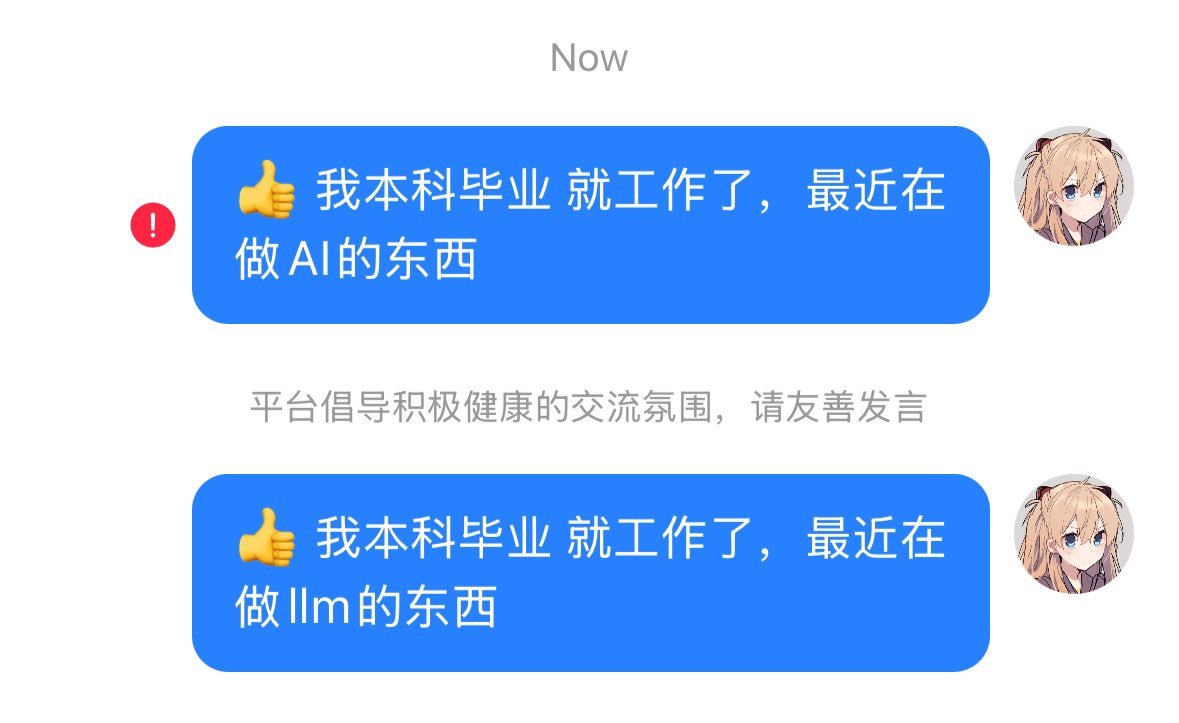 Now
👍 我本科毕业 就工作了，最近在
做AI的东西
平台倡导积极健康的交流氛围，请友善发言
👍 我本科毕业 就工作了，最近在
做llm的东西